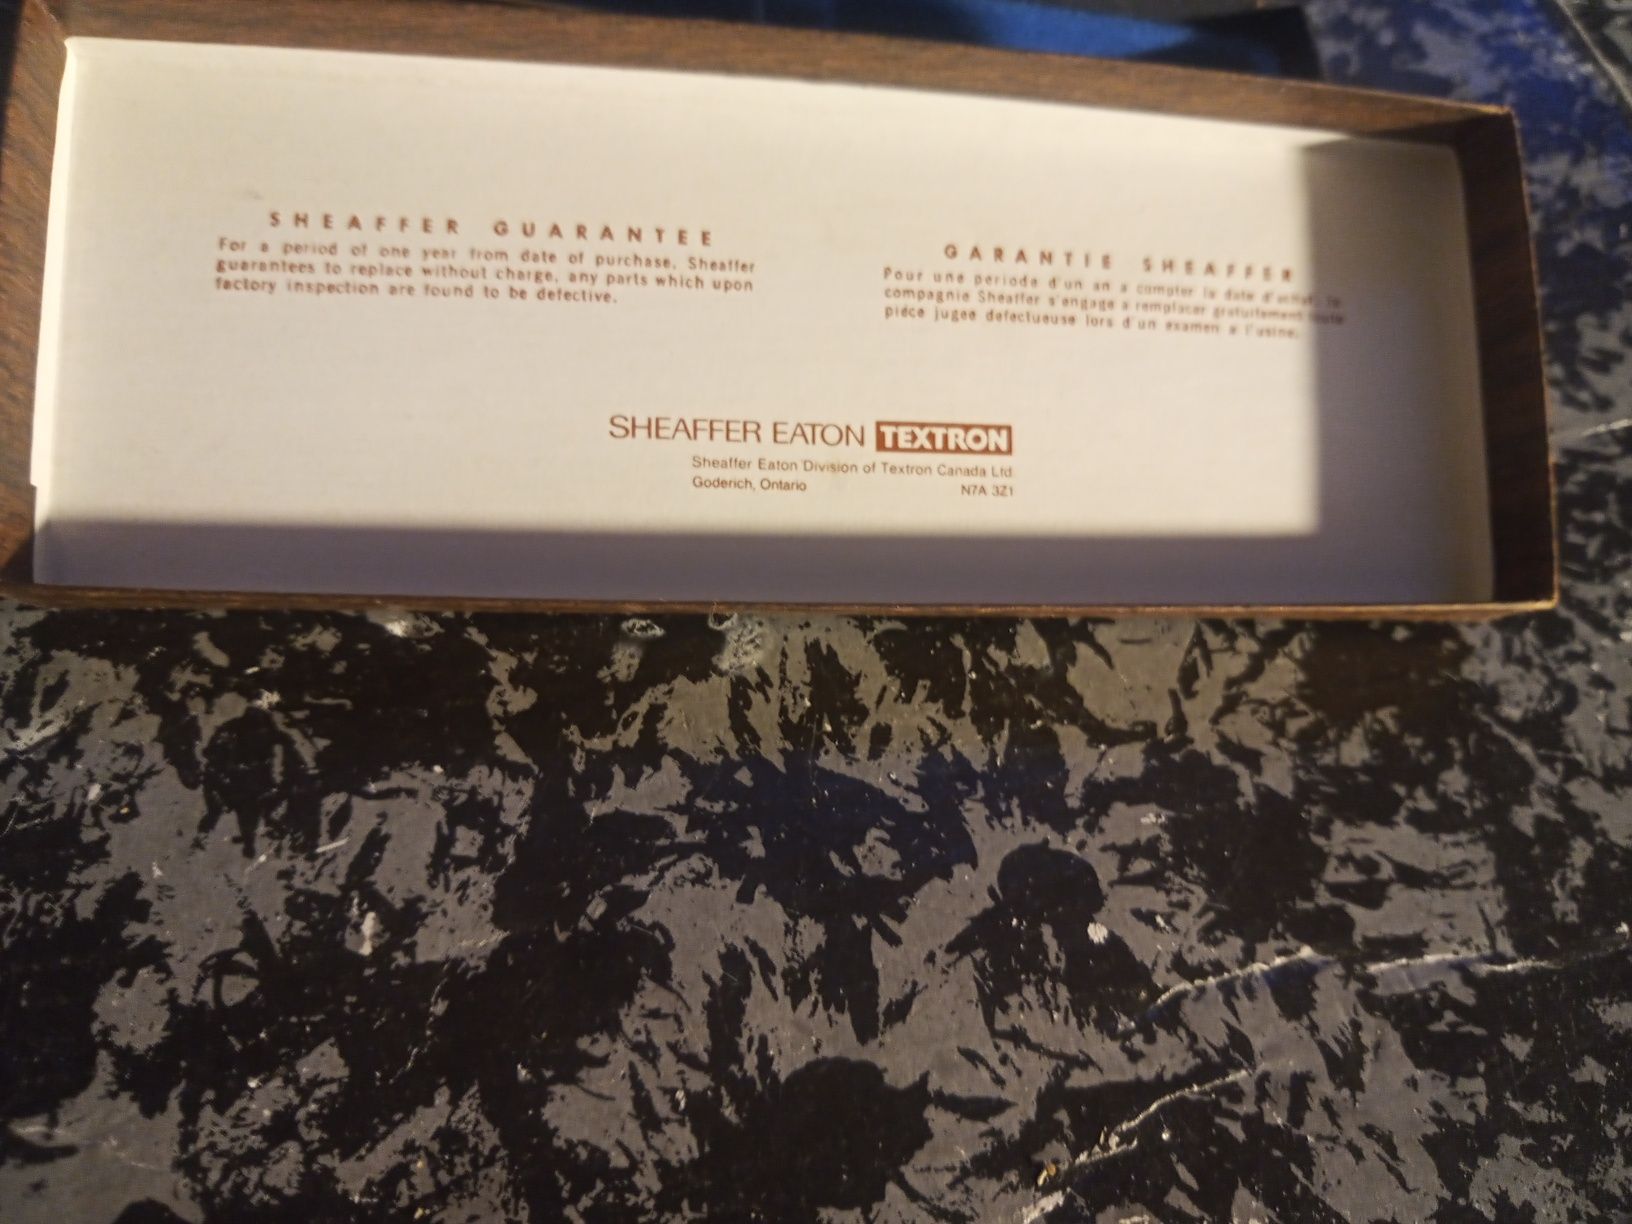 SHEAFFER GUARANTEE
For a period of one year from date of purchase, Sheaffer
guarantees to replace without charge, any parts which upon
factory inspection are found to be defective.
GARANTIE SHEAFFER
Pour une periode d'un an a compter la date d'achat, la
compagnie Sheaffer s'engage a remplacer gratuitement toute
piéce jugee defectueuse lors d'un examen a l'usine.
SHEAFFER EATON TEXTRON
Sheaffer Eaton Division of Textron Canada Ltd.
Goderich, Ontario N7A 3Z1